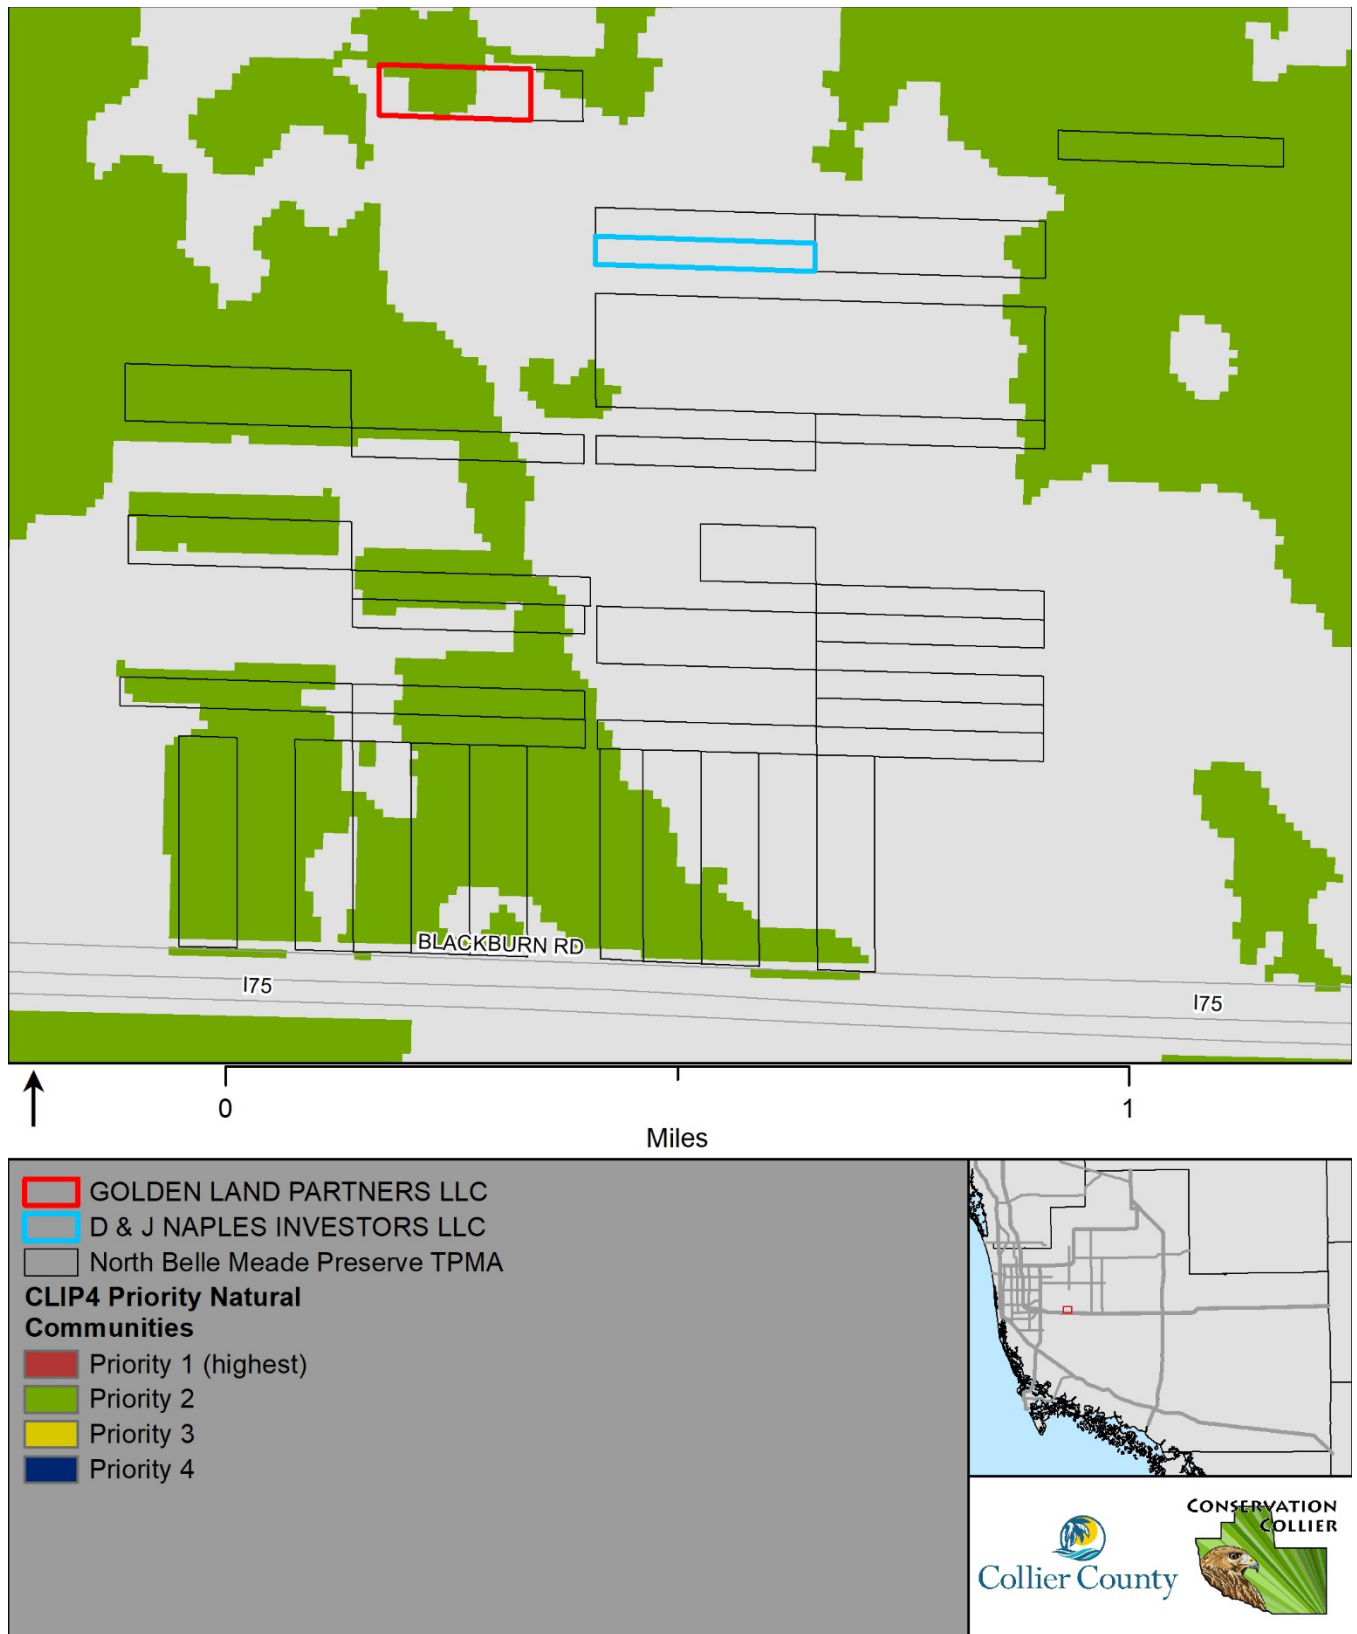 BLACKBURN RD
I75
I75
0
1
Miles
GOLDEN LAND PARTNERS LLC
D & J NAPLES INVESTORS LLC
North Belle Meade Preserve TPMA
CLIP4 Priority Natural
Communities
Priority 1 (highest)
Priority 2
Priority 3
Priority 4
Collier County
CONSERVATION
COLLIER